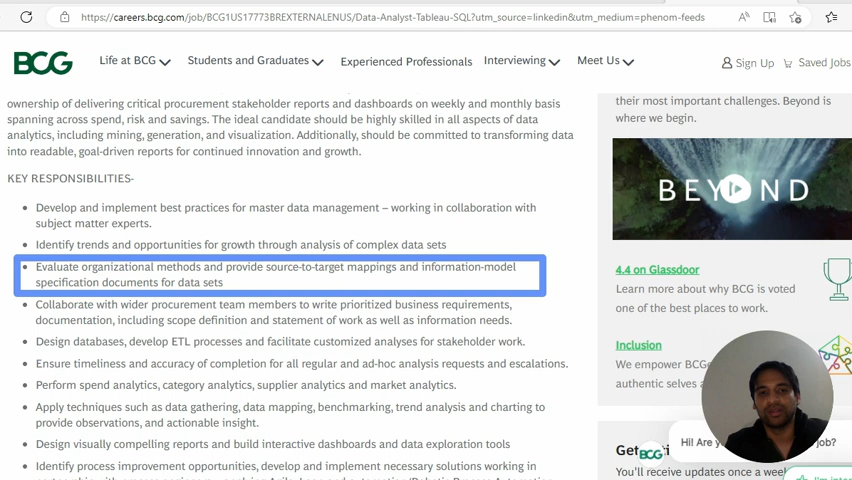 https://careers.bcg.com/job/BCG1US17773BREXTERNALENUS/Data-Analyst-Tableau-SQL?utm_source=linkedin&utm_medium=phenom-feeds
BCG
Life at BCG
Students and Graduates
Experienced Professionals
Interviewing
Meet Us
Sign Up
Saved Jobs
ownership of delivering critical procurement stakeholder reports and dashboards on weekly and monthly basis
spanning across spend, risk and savings. The ideal candidate should be highly skilled in all aspects of data
analytics, including mining, generation, and visualization. Additionally, should be committed to transforming data
into readable, goal-driven reports for continued innovation and growth.
KEY RESPONSIBILITIES-
Develop and implement best practices for master data management – working in collaboration with
subject matter experts.
Identify trends and opportunities for growth through analysis of complex data sets
Evaluate organizational methods and provide source-to-target mappings and information-model
specification documents for data sets
Collaborate with wider procurement team members to write prioritized business requirements,
documentation, including scope definition and statement of work as well as information needs.
Design databases, develop ETL processes and facilitate customized analyses for stakeholder work.
Ensure timeliness and accuracy of completion for all regular and ad-hoc analysis requests and escalations.
Perform spend analytics, category analytics, supplier analytics and market analytics.
Apply techniques such as data gathering, data mapping, benchmarking, trend analysis and charting to
provide observations, and actionable insight.
Design visually compelling reports and build interactive dashboards and data exploration tools
Identify process improvement opportunities, develop and implement necessary solutions working in
their most important challenges. Beyond is
where we begin.
BEYOND
4.4 on Glassdoor
Learn more about why BCG is voted
one of the best places to work.
Inclusion
We empower BCG
authentic selves
Get
BCG
Hi! Are
job?
You'll receive updates once a